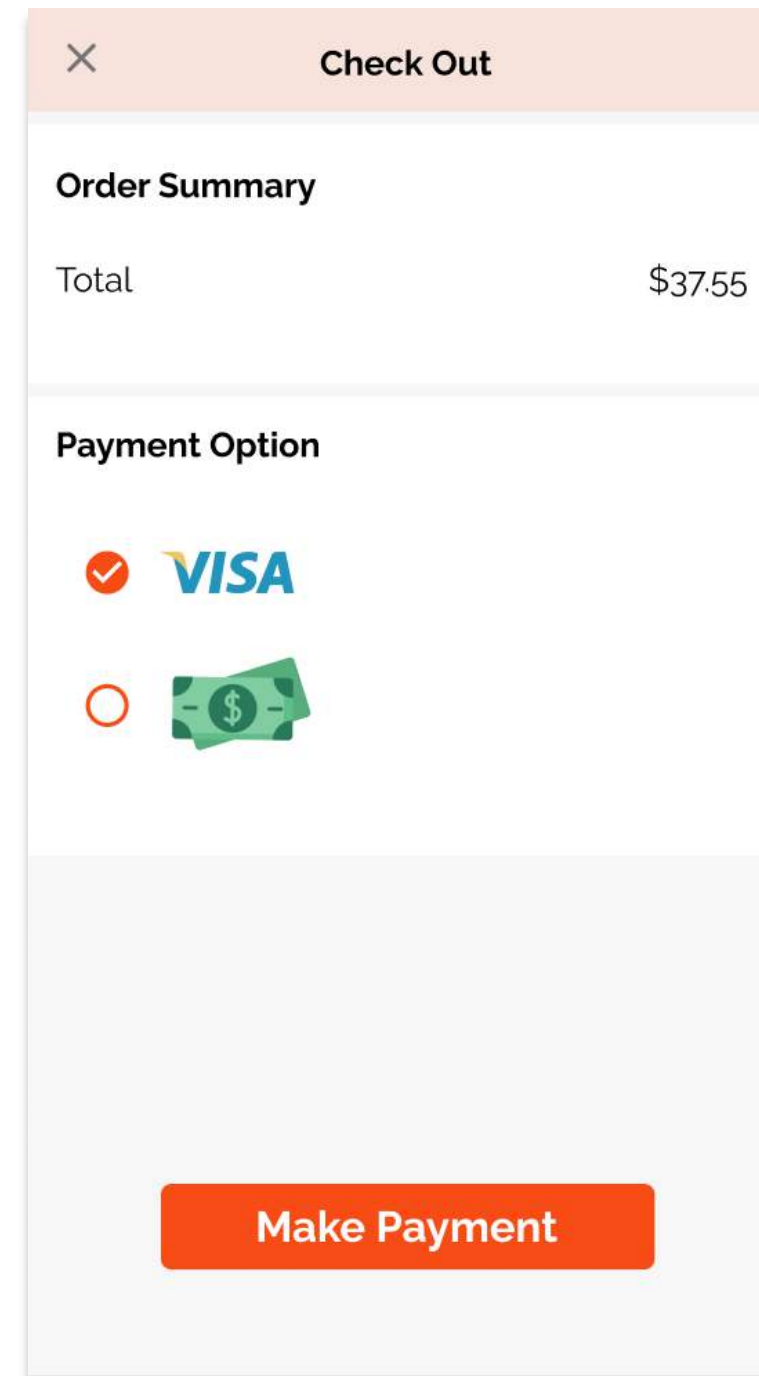 Check Out
Order Summary
Total $37.55
Payment Option
VISA
$
Make Payment